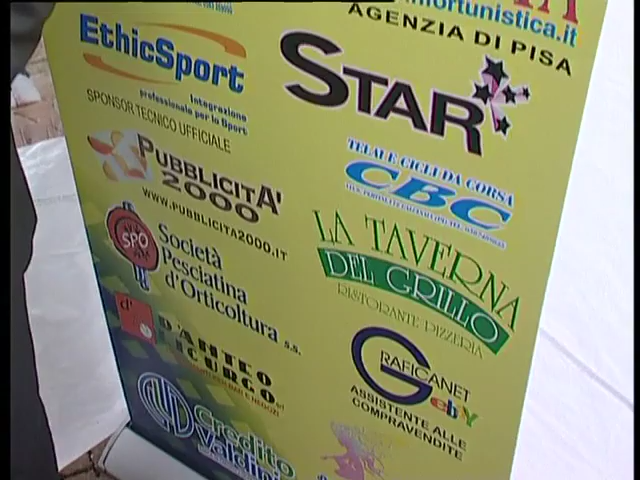 AGENZIA DI PISA
EthicSport
Integrazione
professionale per lo Sport
SPONSOR TECNICO UFFICIALE
STAR
PUBBLICITA'
2000
WWW.PUBBLICITA2000.IT
TELAI E CICLI DA CORSA
CBC
SPO
Società
Pesciatina
d'Orticoltura s.s.
LA TAVERNA
DEL GRILLO
RISTORANTE PIZZERIA
d'
D'ANTEO
LICURGO
GRAFICANET
ebY
ASSISTENTE ALLE
COMPRAVENDITE
Credito
Valdin